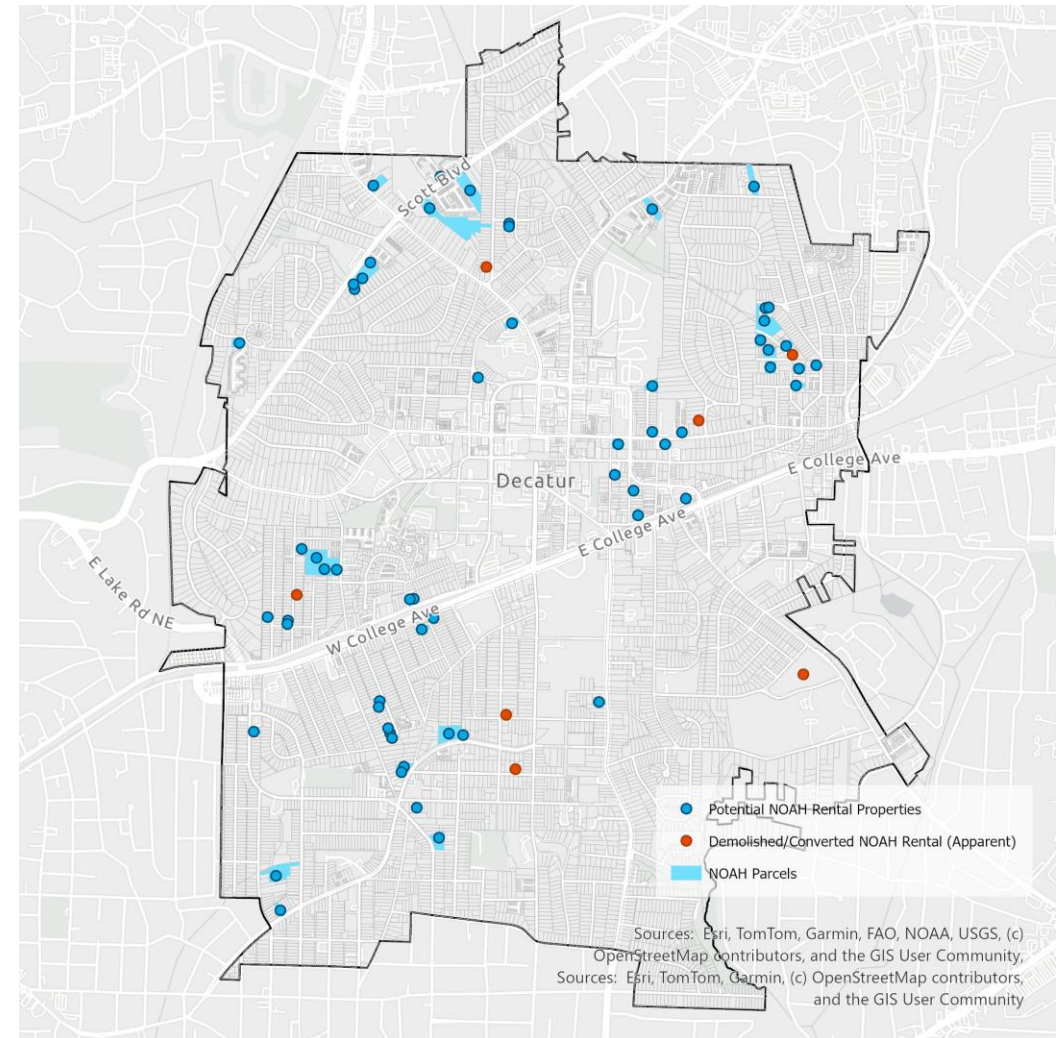 Scott Blvd
Decatur
E College Ave
E College Ave
E Lake Rd NE
W College Ave
Potential NOAH Rental Properties
Demolished/Converted NOAH Rental (Apparent)
NOAH Parcels
Sources: Esri, TomTom, Garmin, FAO, NOAA, USGS, (c)
OpenStreetMap contributors, and the GIS User Community,
Sources: Esri, TomTom, Garmin, (c) OpenStreetMap contributors,
and the GIS User Community